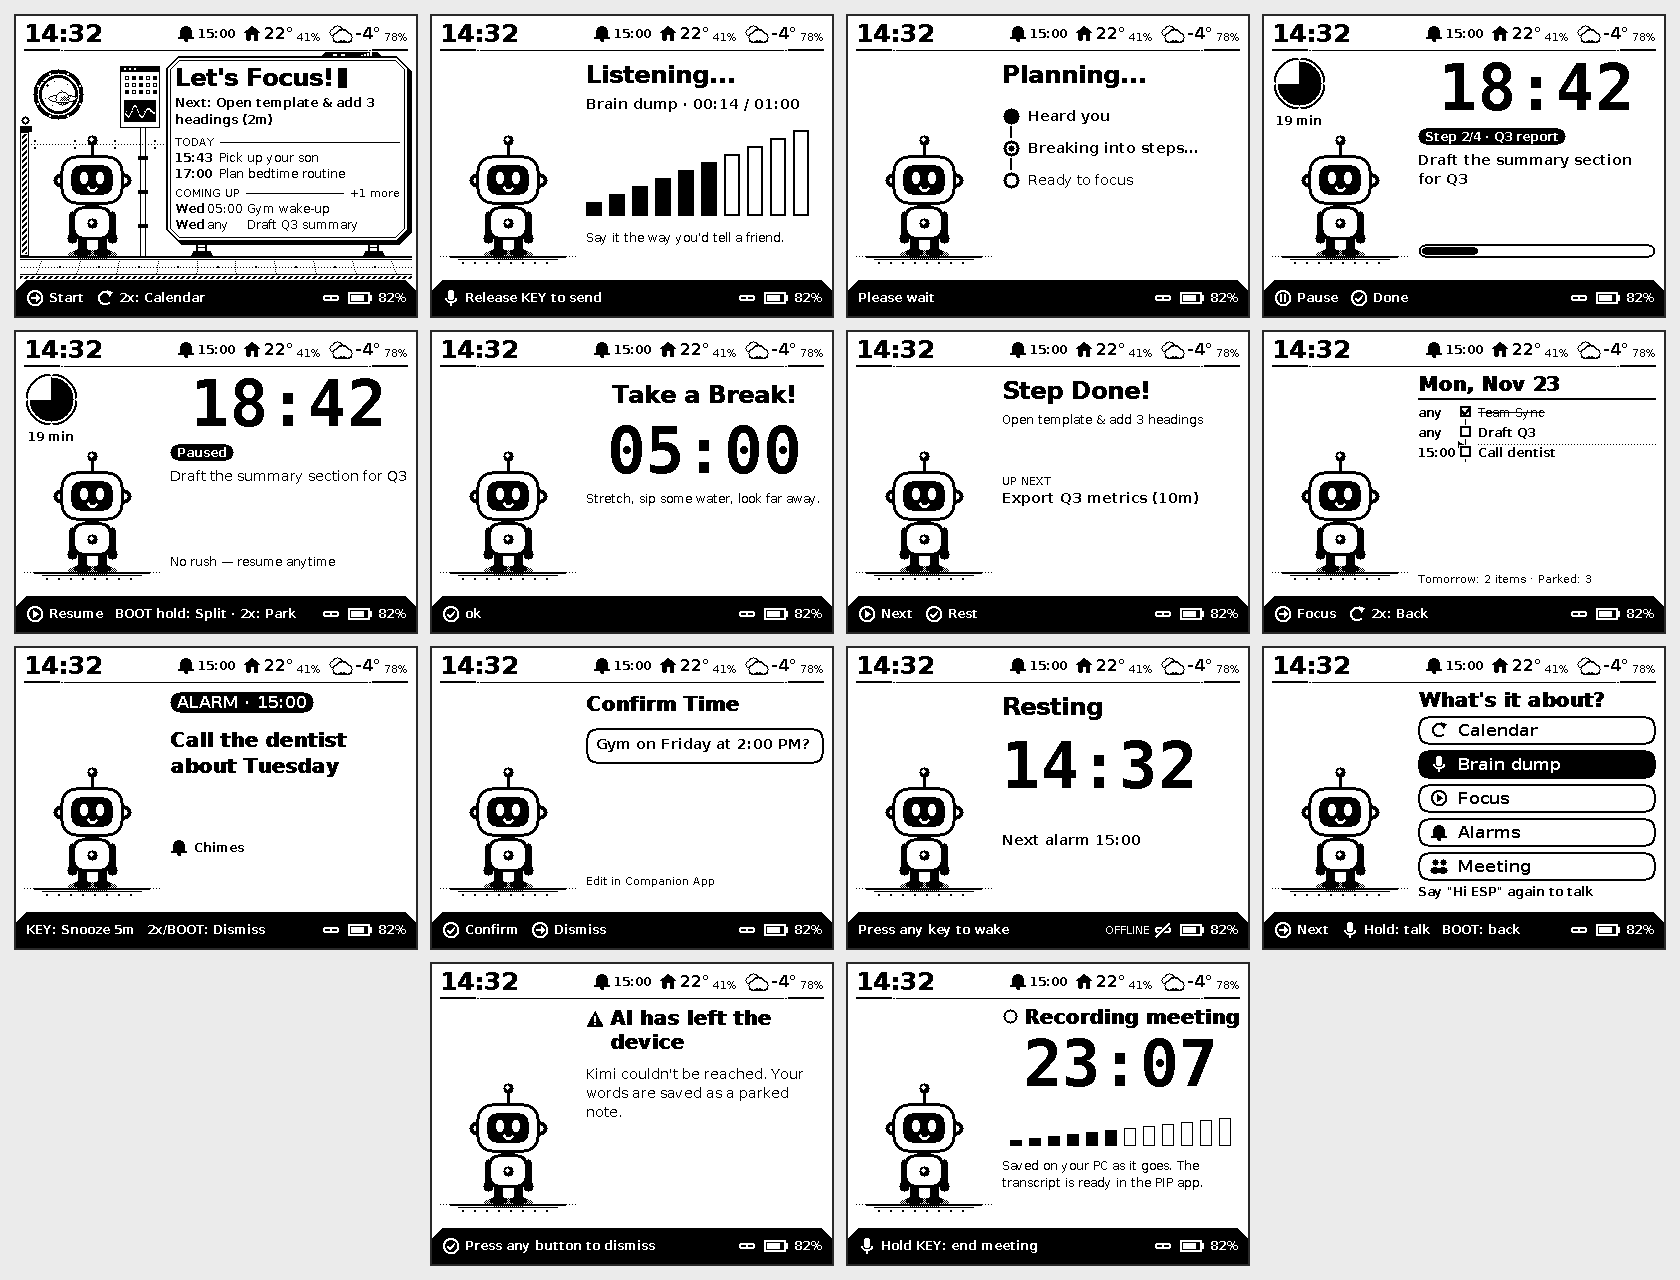 14:32 15:00 22° 41% -4° 78%
Let's Focus!
Next: Open template & add 3
headings (2m)
TODAY
15:43 Pick up your son
17:00 Plan bedtime routine
COMING UP +1 more
Wed 05:00 Gym wake-up
Wed any Draft Q3 summary
Start 2x: Calendar 82%
14:32 15:00 22° 41% -4° 78%
Listening...
Brain dump · 00:14 / 01:00
Say it the way you'd tell a friend.
Release KEY to send 82%
14:32 15:00 22° 41% -4° 78%
Planning...
Heard you
Breaking into steps...
Ready to focus
Please wait 82%
14:32 15:00 22° 41% -4° 78%
18:42
19 min
Step 2/4 · Q3 report
Draft the summary section
for Q3
Pause Done 82%
14:32 15:00 22° 41% -4° 78%
18:42
19 min
Paused
Draft the summary section for Q3
No rush — resume anytime
Resume BOOT hold: Split · 2x: Park 82%
14:32 15:00 22° 41% -4° 78%
Take a Break!
05:00
Stretch, sip some water, look far away.
ok 82%
14:32 15:00 22° 41% -4° 78%
Step Done!
Open template & add 3 headings
UP NEXT
Export Q3 metrics (10m)
Next Rest 82%
14:32 15:00 22° 41% -4° 78%
Mon, Nov 23
any Team Sync
any Draft Q3
15:00 Call dentist
Tomorrow: 2 items · Parked: 3
Focus 2x: Back 82%
14:32 15:00 22° 41% -4° 78%
ALARM · 15:00
Call the dentist
about Tuesday
Chimes
KEY: Snooze 5m 2x/BOOT: Dismiss 82%
14:32 15:00 22° 41% -4° 78%
Confirm Time
Gym on Friday at 2:00 PM?
Edit in Companion App
Confirm Dismiss 82%
14:32 15:00 22° 41% -4° 78%
Resting
14:32
Next alarm 15:00
Press any key to wake OFFLINE 82%
14:32 15:00 22° 41% -4° 78%
What's it about?
Calendar
Brain dump
Focus
Alarms
Meeting
Say "Hi ESP" again to talk
Next Hold: talk BOOT: back 82%
14:32 15:00 22° 41% -4° 78%
AI has left the
device
Kimi couldn't be reached. Your
words are saved as a parked
note.
Press any button to dismiss 82%
14:32 15:00 22° 41% -4° 78%
Recording meeting
23:07
Saved on your PC as it goes. The
transcript is ready in the PIP app.
Hold KEY: end meeting 82%